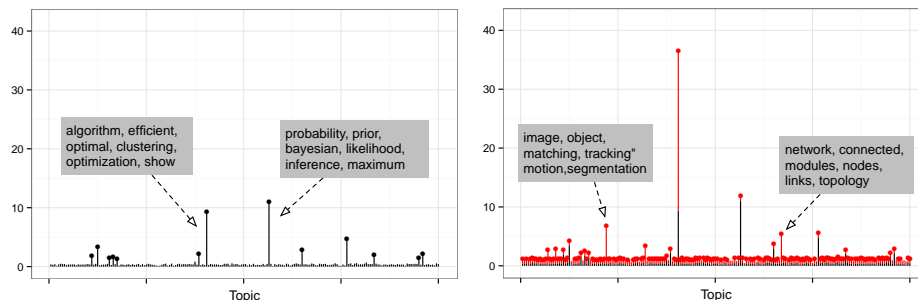 40
30
20
10
0
algorithm, efficient,
optimal, clustering,
optimization, show
probability, prior,
bayesian, likelihood,
inference, maximum
Topic
40
30
20
10
0
image, object,
matching, tracking"
motion,segmentation
network, connected,
modules, nodes,
links, topology
Topic